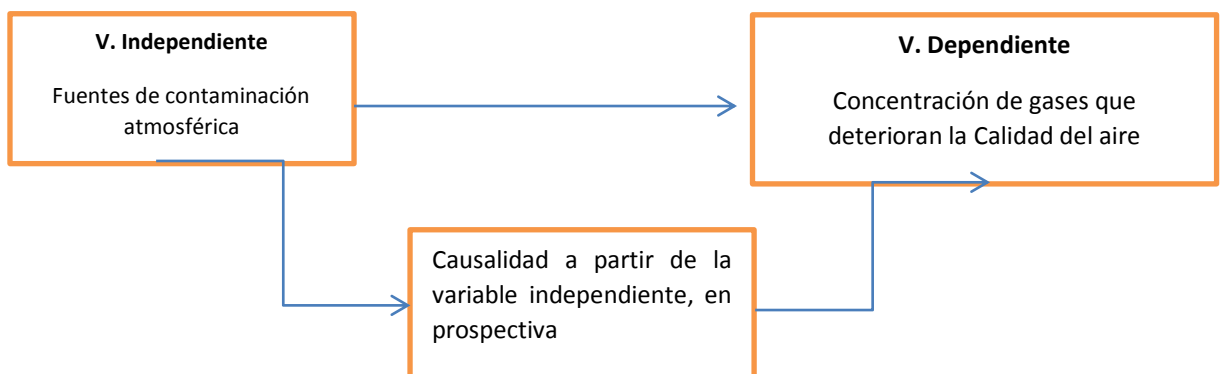 V. Independiente
Fuentes de contaminación
atmosférica
V. Dependiente
Concentración de gases que
deterioran la Calidad del aire
Causalidad a partir de la
variable independiente, en
prospectiva